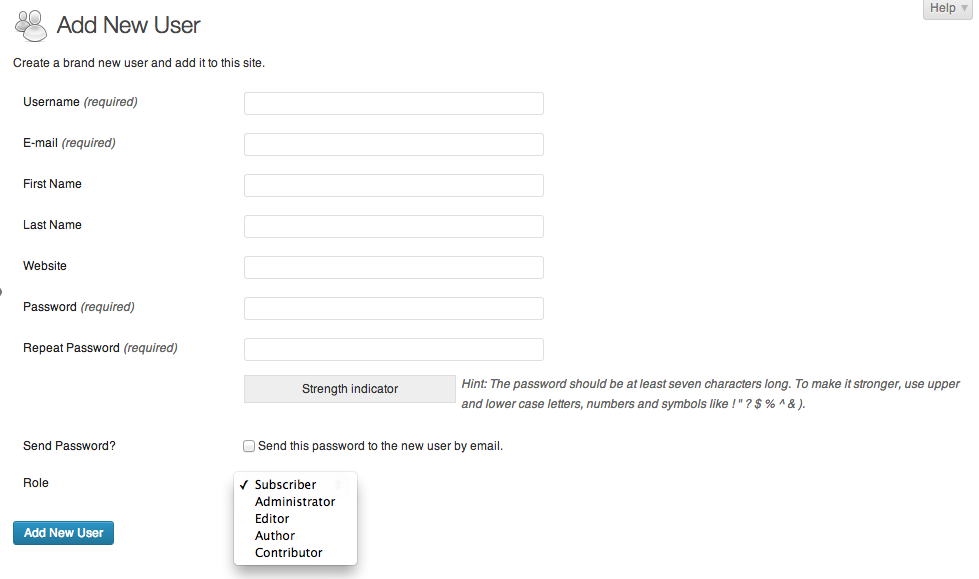 Help
Add New User
Create a brand new user and add it to this site.
Username (required)
E-mail (required)
First Name
Last Name
Website
Password (required)
Repeat Password (required)
Strength indicator
Hint: The password should be at least seven characters long. To make it stronger, use upper
and lower case letters, numbers and symbols like ! " ? $ % ^ & ).
Send Password?
Send this password to the new user by email.
Role
✓ Subscriber
Administrator
Editor
Author
Contributor
Add New User